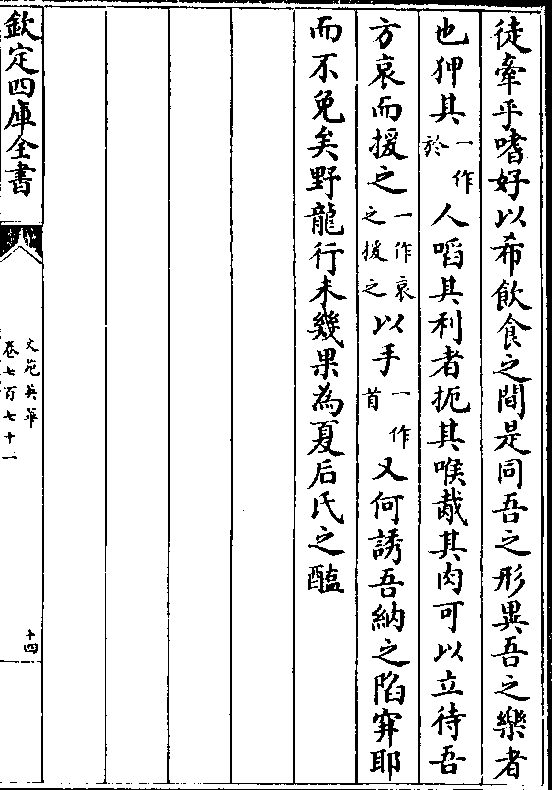 徒牽乎嗜好以希飲食之間是同吾之形異吾之樂者
也狎其一作於人啗其利者扼其喉胾其肉可以立待吾
方哀而援之一作哀之援之以手一作首又何誘吾納之陷穽耶
而不免矣野龍行未幾果為夏后氏之醢
欽定四庫全書
文苑英華
卷七百七十一
十四